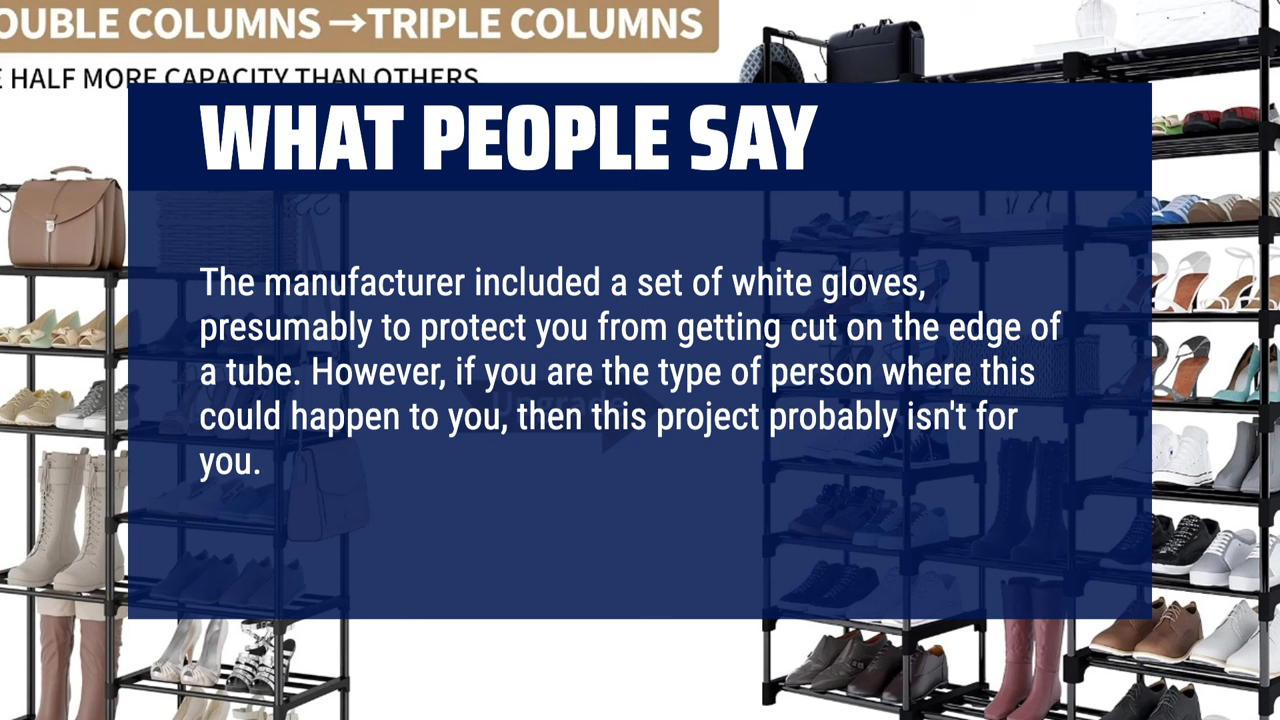 OUBLE COLUMNS →TRIPLE COLUMNS
HALF MORE CAPACITY THAN OTHERS
WHAT PEOPLE SAY
The manufacturer included a set of white gloves,
presumably to protect you from getting cut on the edge of
a tube. However, if you are the type of person where this
could happen to you, then this project probably isn't for
you.
Upgrade